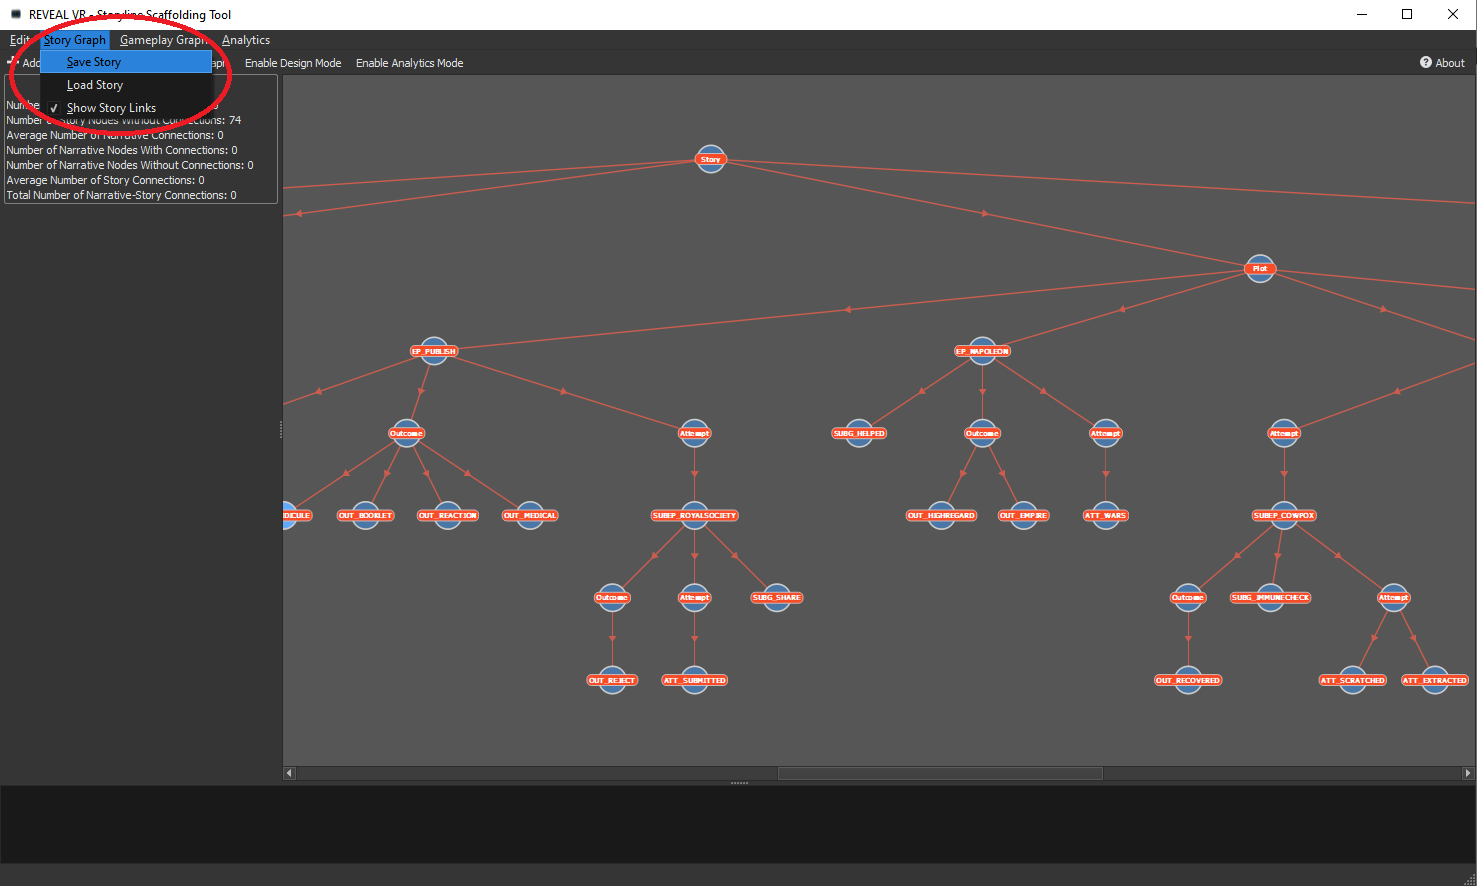 REVEAL VR - Storyline Scaffolding Tool
Edit Story Graph Gameplay Graph Analytics
Add Enable Design Mode Enable Analytics Mode About
Save Story
Load Story
Show Story Links
Number of Story Nodes Without Connections: 74
Average Number of Narrative Connections: 0
Number of Narrative Nodes With Connections: 0
Number of Narrative Nodes Without Connections: 0
Average Number of Story Connections: 0
Total Number of Narrative-Story Connections: 0
Story
Plot
EP_PUBLISH EP_NAPOLEON
Outcome Attempt SUBG_HELPED Outcome Attempt Attempt
IDICULE OUT_BOOKLET OUT_REACTION OUT_MEDICAL SUBEP_ROYALSOCIETY OUT_HIGHREGARD OUT_EMPIRE ATT_WARS SUBEP_COWPOX
Outcome Attempt SUBG_SHARE Outcome SUBG_IMMUNECHECK Attempt
OUT_REJECT ATT_SUBMITTED OUT_RECOVERED ATT_SCRATCHED ATT_EXTRACTED